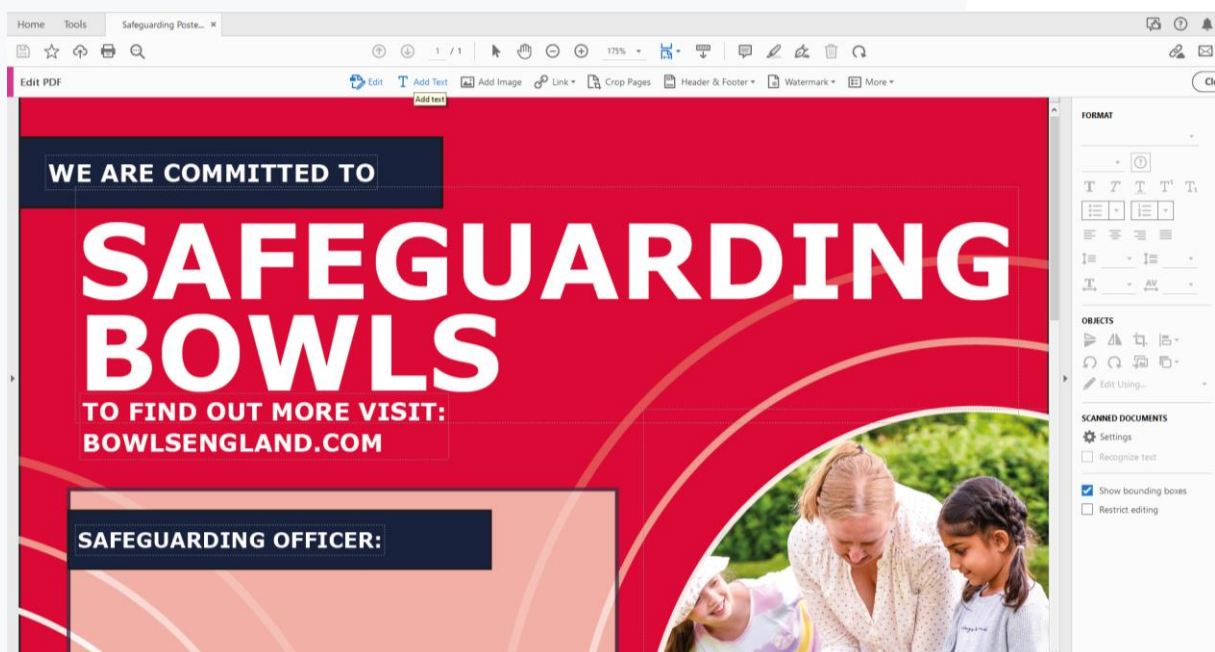 Home Tools Safeguarding Poste... ×
1 / 1 175%
Edit PDF Edit Add Text Add Image Link Crop Pages Header & Footer Watermark More
Add text
FORMAT
WE ARE COMMITTED TO
SAFEGUARDING
BOWLS
TO FIND OUT MORE VISIT:
BOWLSENGLAND.COM
SAFEGUARDING OFFICER:
OBJECTS
Edit Using...
SCANNED DOCUMENTS
Settings
Recognize text
Show bounding boxes
Restrict editing